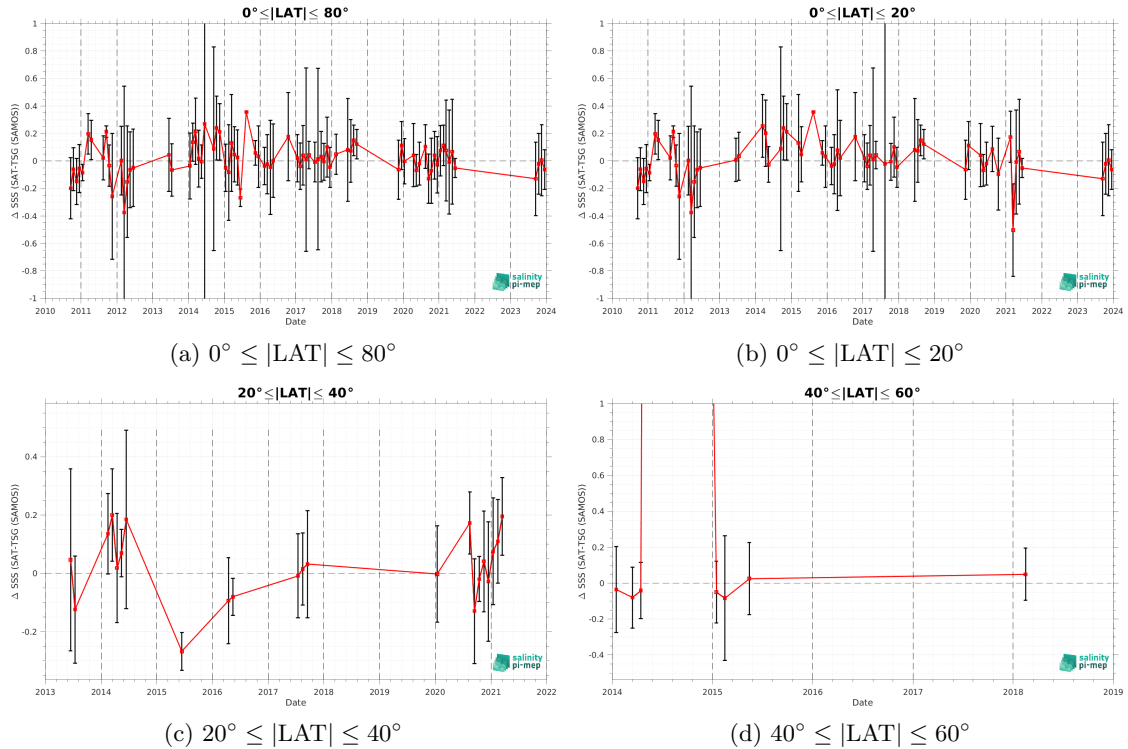 0°≤|LAT|≤ 80°
Δ SSS (SAT-TSG (SAMOS))
1
0.8
0.6
0.4
0.2
0
-0.2
-0.4
-0.6
-0.8
-1
2010 2011 2012 2013 2014 2015 2016 2017 2018 2019 2020 2021 2022 2023 2024
Date
salinity
pi-mep
(a) 0° ≤ |LAT| ≤ 80°
0°≤|LAT|≤ 20°
Δ SSS (SAT-TSG (SAMOS))
1
0.8
0.6
0.4
0.2
0
-0.2
-0.4
-0.6
-0.8
-1
2010 2011 2012 2013 2014 2015 2016 2017 2018 2019 2020 2021 2022 2023 2024
Date
salinity
pi-mep
(b) 0° ≤ |LAT| ≤ 20°
20°≤|LAT|≤ 40°
Δ SSS (SAT-TSG (SAMOS))
0.4
0.2
0
-0.2
2013 2014 2015 2016 2017 2018 2019 2020 2021 2022
Date
salinity
pi-mep
(c) 20° ≤ |LAT| ≤ 40°
40°≤|LAT|≤ 60°
Δ SSS (SAT-TSG (SAMOS))
1
0.8
0.6
0.4
0.2
0
-0.2
-0.4
2014 2015 2016 2017 2018 2019
Date
salinity
pi-mep
(d) 40° ≤ |LAT| ≤ 60°